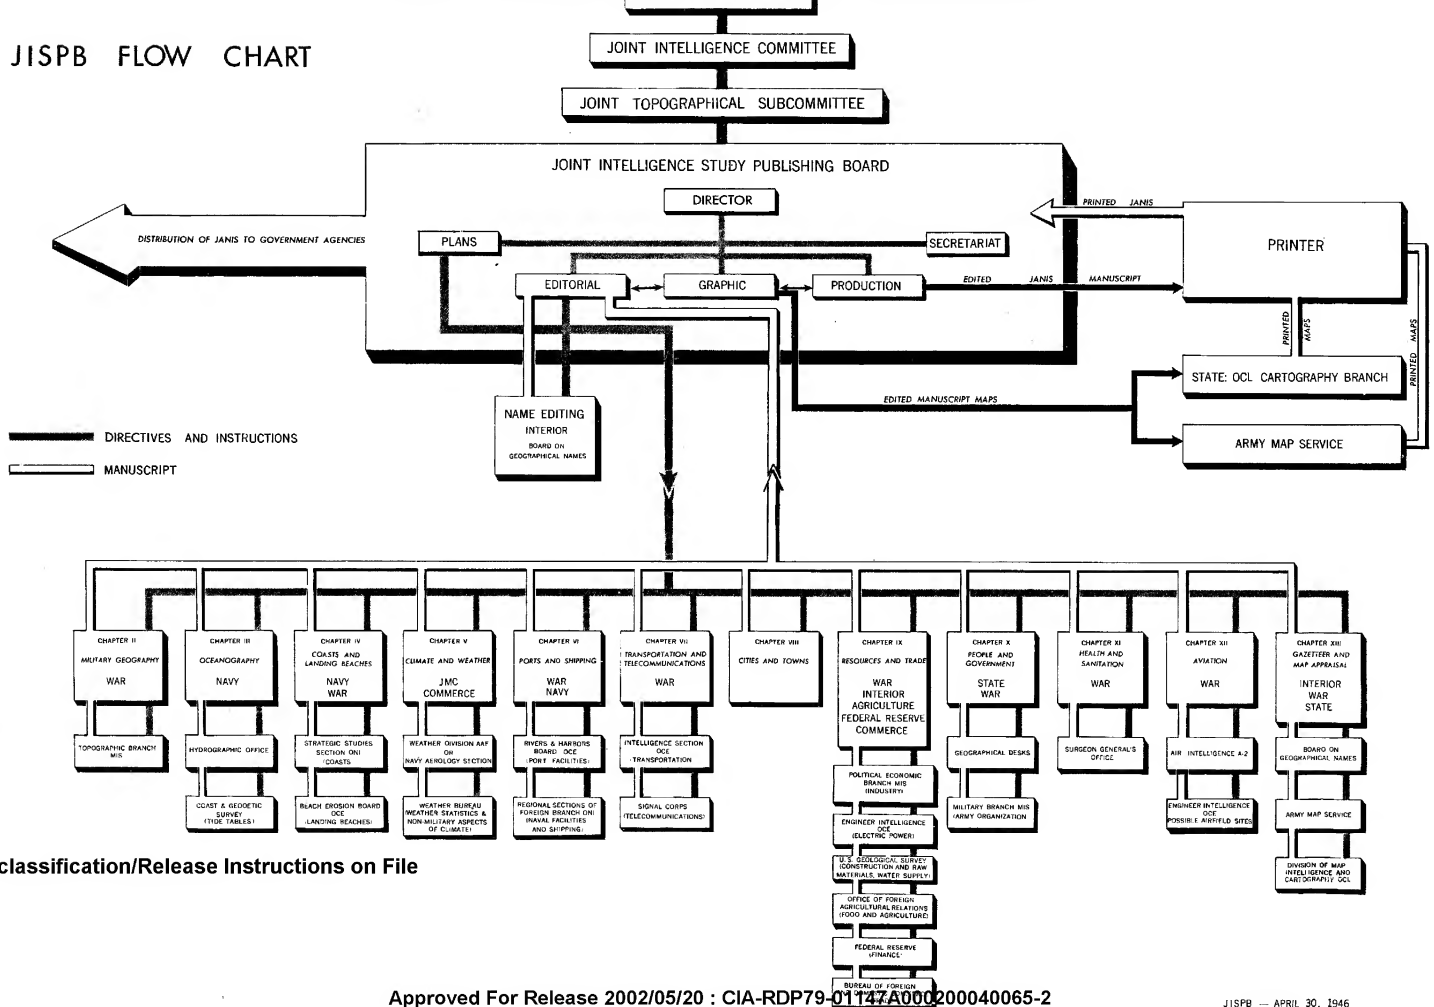 JISPB FLOW CHART
JOINT INTELLIGENCE COMMITTEE
JOINT TOPOGRAPHICAL SUBCOMMITTEE
JOINT INTELLIGENCE STUDY PUBLISHING BOARD
DIRECTOR
PLANS
SECRETARIAT
EDITORIAL
GRAPHIC
PRODUCTION
DISTRIBUTION OF JANIS TO GOVERNMENT AGENCIES
PRINTED JANIS
PRINTER
EDITED JANIS MANUSCRIPT
PRINTED MAPS
PRINTED MAPS
STATE: OCL CARTOGRAPHY BRANCH
EDITED MANUSCRIPT MAPS
ARMY MAP SERVICE
NAME EDITING
INTERIOR
BOARD ON
GEOGRAPHICAL NAMES
DIRECTIVES AND INSTRUCTIONS
MANUSCRIPT
CHAPTER II
MILITARY GEOGRAPHY
WAR
TOPOGRAPHIC BRANCH
MIS
CHAPTER III
OCEANOGRAPHY
NAVY
HYDROGRAPHIC OFFICE
COAST & GEODETIC
SURVEY
(TIDE TABLES)
CHAPTER IV
COASTS AND
LANDING BEACHES
NAVY
WAR
STRATEGIC STUDIES
SECTION ONI
(COASTS
BEACH EROSION BOARD
OCE
(LANDING BEACHES)
CHAPTER V
CLIMATE AND WEATHER
JMC
COMMERCE
WEATHER DIVISION AAF
OR
NAVY AEROLOGY SECTION
WEATHER BUREAU
(WEATHER STATISTICS &
NON-MILITARY ASPECTS
OF CLIMATE)
CHAPTER VI
PORTS AND SHIPPING
WAR
NAVY
RIVERS & HARBORS
BOARD OCE
(PORT FACILITIES)
REGIONAL SECTIONS OF
FOREIGN BRANCH ONI
(NAVAL FACILITIES
AND SHIPPING)
CHAPTER VII
TRANSPORTATION AND
TELECOMMUNICATIONS
WAR
INTELLIGENCE SECTION
OCE
(TRANSPORTATION
SIGNAL CORPS
(TELECOMMUNICATIONS)
CHAPTER VIII
CITIES AND TOWNS
CHAPTER IX
RESOURCES AND TRADE
WAR
INTERIOR
AGRICULTURE
FEDERAL RESERVE
COMMERCE
POLITICAL ECONOMIC
BRANCH MIS
(INDUSTRY)
ENGINEER INTELLIGENCE
OCE
(ELECTRIC POWER)
U. S. GEOLOGICAL SURVEY
(CONSTRUCTION AND RAW
MATERIALS, WATER SUPPLY)
OFFICE OF FOREIGN
AGRICULTURAL RELATIONS
(FOOD AND AGRICULTURE)
FEDERAL RESERVE
(FINANCE)
BUREAU OF FOREIGN
CHAPTER X
PEOPLE AND
GOVERNMENT
STATE
WAR
GEOGRAPHICAL DESKS
MILITARY BRANCH MIS
(ARMY ORGANIZATION
CHAPTER XI
HEALTH AND
SANITATION
WAR
SURGEON GENERAL'S
OFFICE
CHAPTER XII
AVIATION
WAR
AIR INTELLIGENCE A-2
ENGINEER INTELLIGENCE
OCE
POSSIBLE AIRFIELD SITES)
CHAPTER XIII
GAZETTEER AND
MAP APPRAISAL
INTERIOR
WAR
STATE
BOARD ON
GEOGRAPHICAL NAMES
ARMY MAP SERVICE
DIVISION OF MAP
INTELLIGENCE AND
CARTOGRAPHY OCL
classification/Release Instructions on File
Approved For Release 2002/05/20 : CIA-RDP79-01147A000200040065-2
JISPB — APRIL 30, 1946